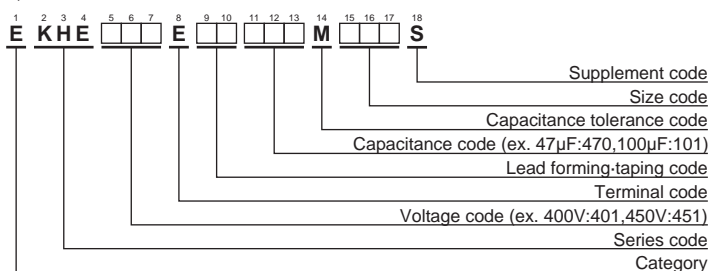 1 2 3 4 5 6 7 8 9 10 11 12 13 14 15 16 17 18
E KHE □□□ E □□ □□□ M □□□ S
Supplement code
Size code
Capacitance tolerance code
Capacitance code (ex. 47µF:470,100µF:101)
Lead forming·taping code
Terminal code
Voltage code (ex. 400V:401,450V:451)
Series code
Category